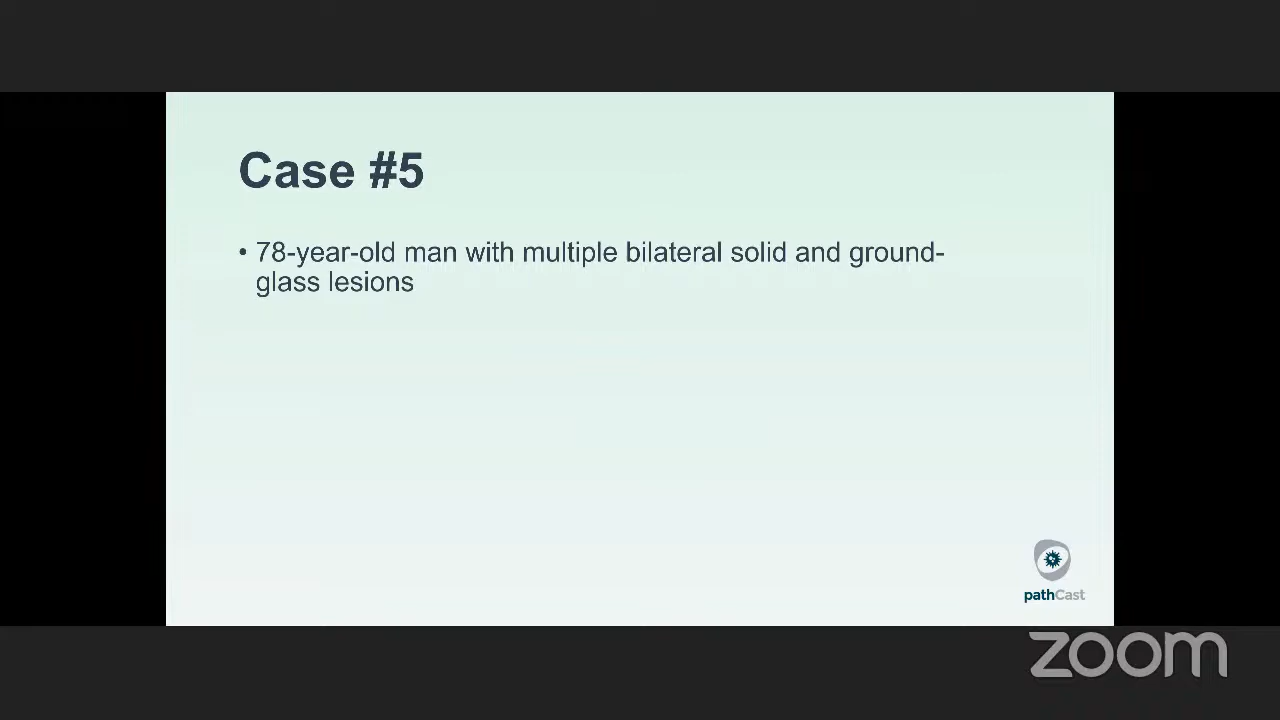 Case #5
• 78-year-old man with multiple bilateral solid and ground-
glass lesions
pathCast
zoom